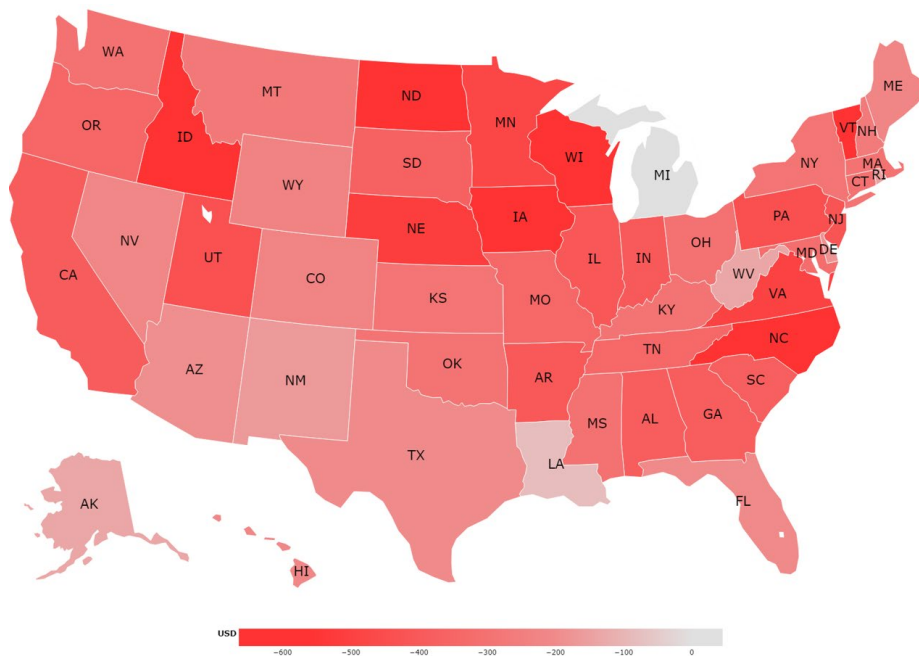 WA
MT
ND
MN
ME
OR
ID
VT
NH
WI
SD
NY
MA
WY
MI
CT
RI
IA
PA
NE
NJ
NV
OH
DE
UT
IL
IN
MD
CA
CO
WV
KS
MO
VA
KY
NC
TN
OK
AZ
NM
AR
SC
MS
AL
GA
TX
LA
AK
FL
HI
USD
−600 −500 −400 −300 −200 −100 0